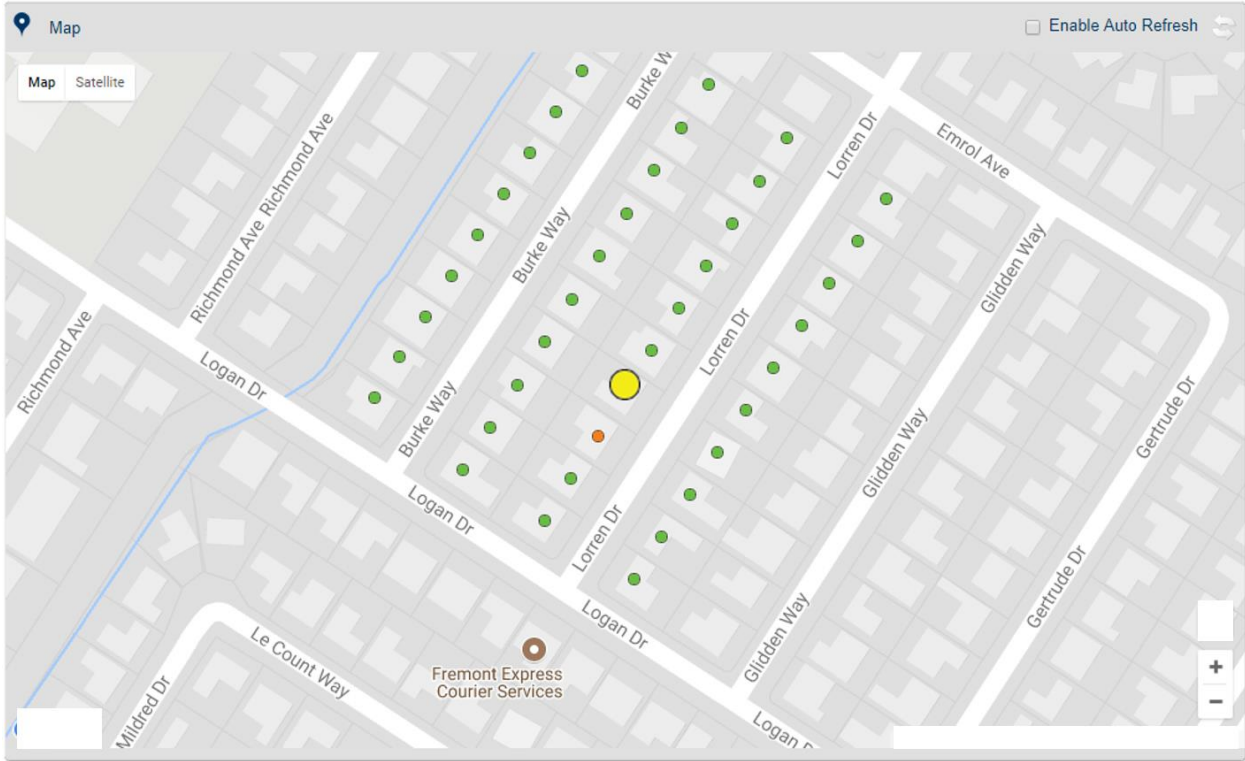 Map
Enable Auto Refresh
Map Satellite
Burke W
Richmond Ave
Richmond Ave
Lorren Dr
Emrol Ave
Burke Way
Glidden Way
Richmond Ave
Logan Dr
Lorren Dr
Burke Way
Gertrude Dr
Glidden Way
Logan Dr
Lorren Dr
Gertrude Dr
Logan Dr
Glidden Way
Le Count Way
Fremont Express
Courier Services
Mildred Dr
Logan D
+
−